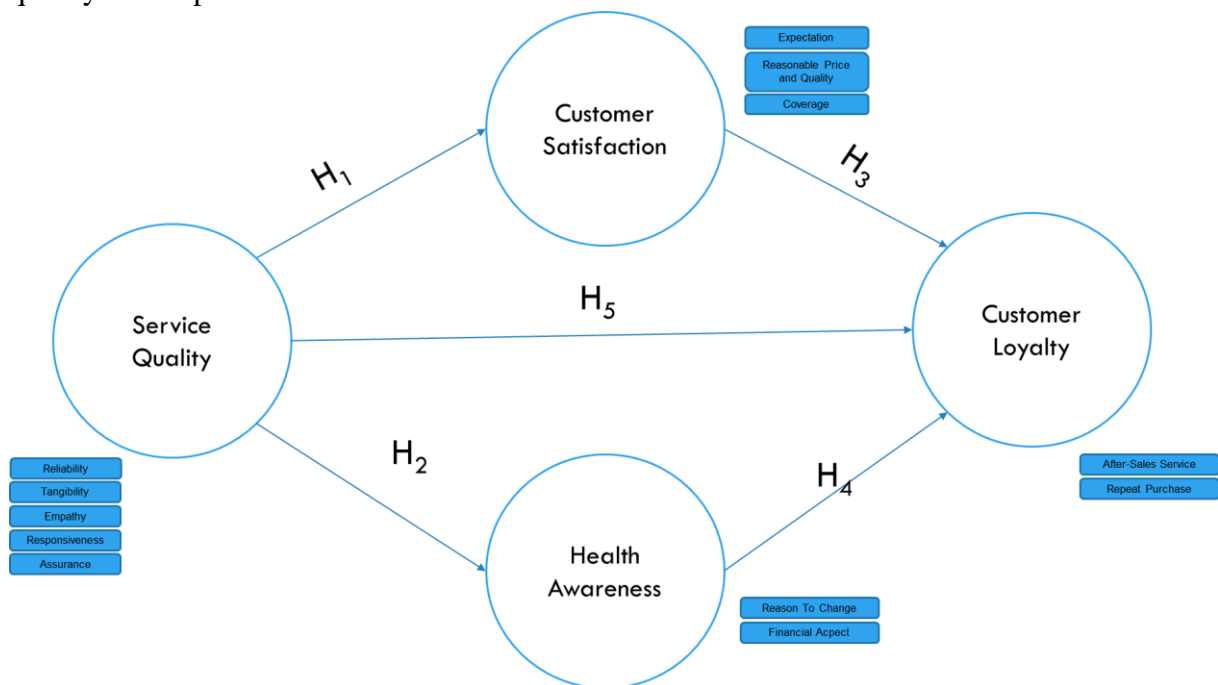 Expectation
Reasonable Price
and Quality
Coverage
Customer
Satisfaction
H₁
H₃
Service
Quality
H₅
Customer
Loyalty
H₂
Reliability
Tangibility
Empathy
Responsiveness
Assurance
After-Sales Service
Repeat Purchase
H₄
Health
Awareness
Reason To Change
Financial Acpect